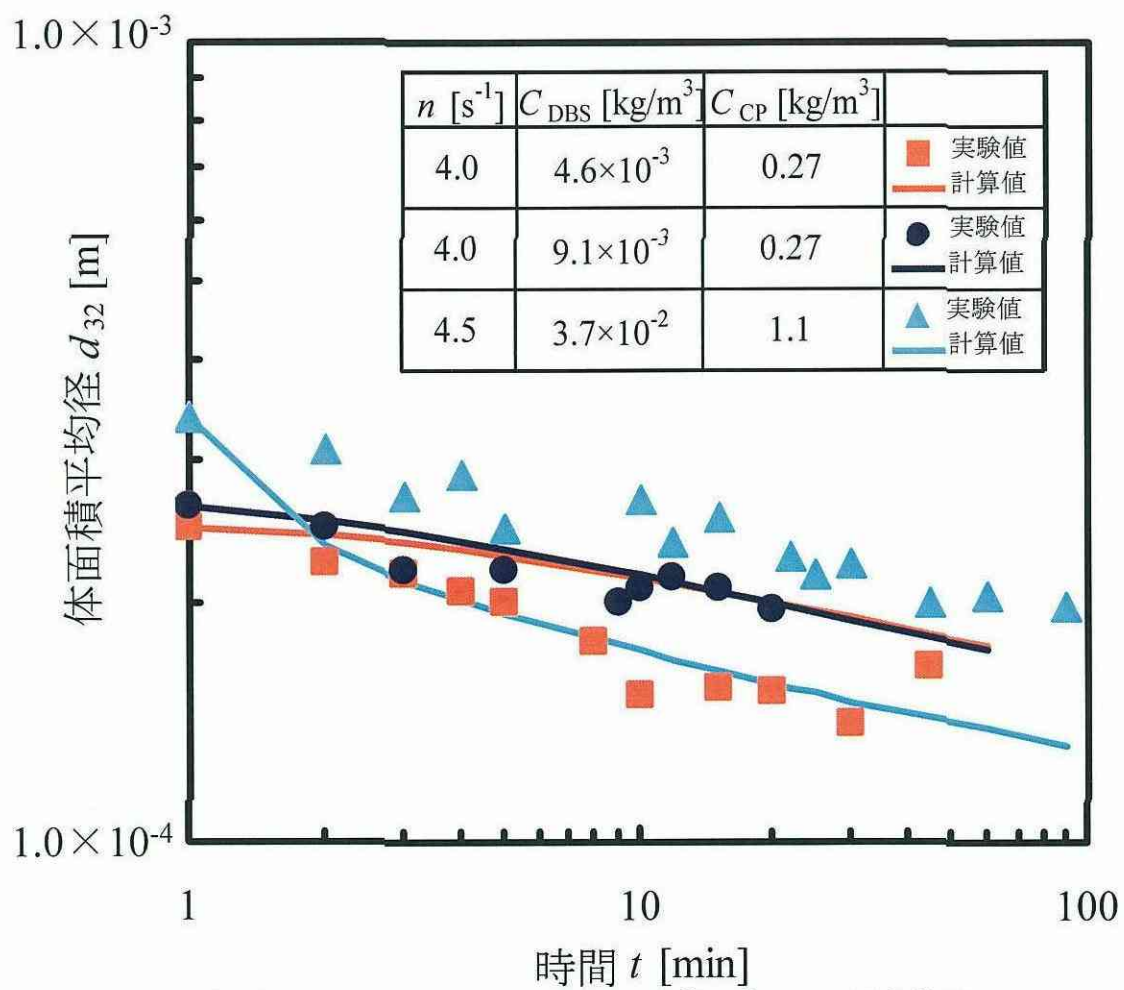 1.0×10⁻³
n [s⁻¹] C DBS [kg/m³] C CP [kg/m³]
4.0 4.6×10⁻³ 0.27 実験値
計算値
4.0 9.1×10⁻³ 0.27 実験値
計算値
4.5 3.7×10⁻² 1.1 実験値
計算値
体面積平均径 d₃₂ [m]
1.0×10⁻⁴
1 10 100
時間 t [min]